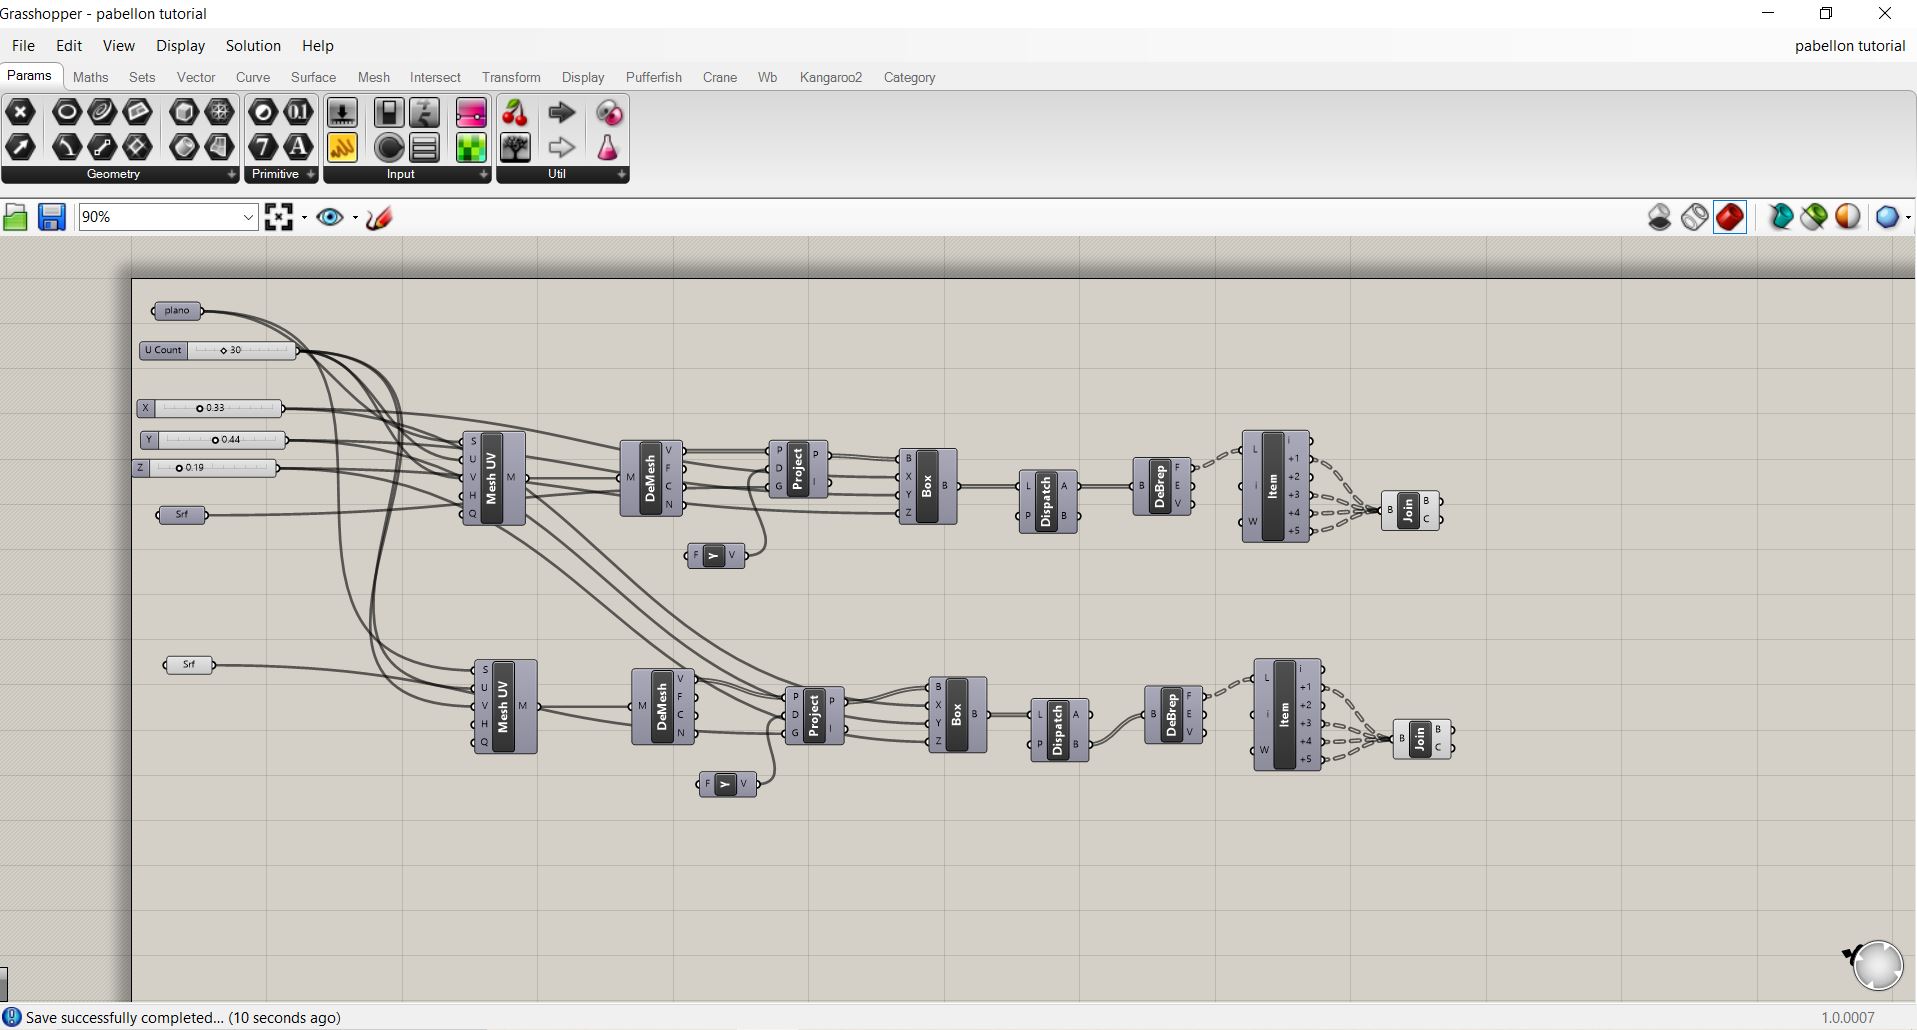 Grasshopper - pabellon tutorial
File Edit View Display Solution Help pabellon tutorial
Params Maths Sets Vector Curve Surface Mesh Intersect Transform Display Pufferfish Crane Wb Kangaroo2 Category
0.1
7 A
Geometry Primitive Input Util
90%
plano
U Count 30
X 0.33
Y 0.44
Z 0.19
Srf
S U V H Q Mesh UV M
M DeMesh V F C N
P D G Project P I
F Y V
B X Y Z Box B
L P Dispatch A B
B DeBrep F E V
L i W Item i +1 +2 +3 +4 +5
B Join B C
Srf
S U V H Q Mesh UV M
M DeMesh V F C N
P D G Project P I
F Y V
B X Y Z Box B
L P Dispatch A B
B DeBrep F E V
L i W Item i +1 +2 +3 +4 +5
B Join B C
Save successfully completed... (10 seconds ago) 1.0.0007